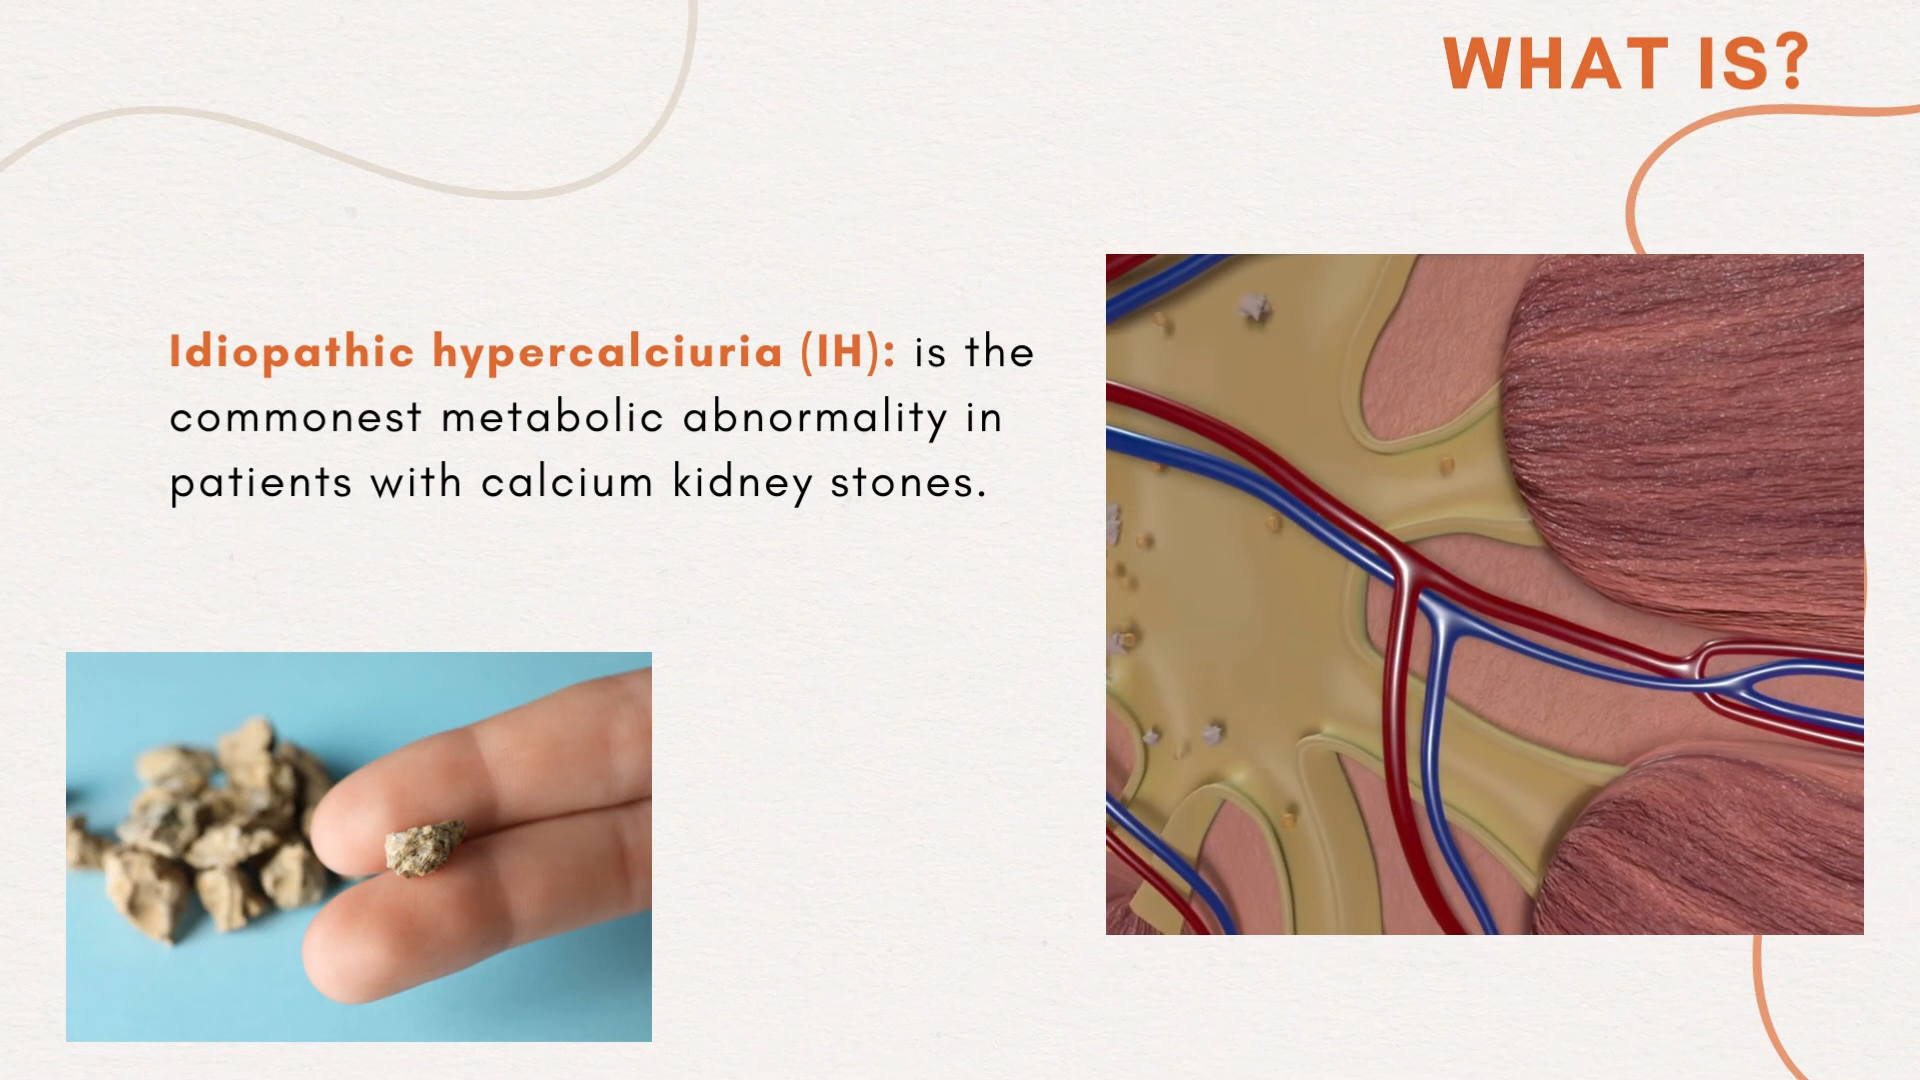 WHAT IS?
Idiopathic hypercalciuria (IH): is the
commonest metabolic abnormality in
patients with calcium kidney stones.